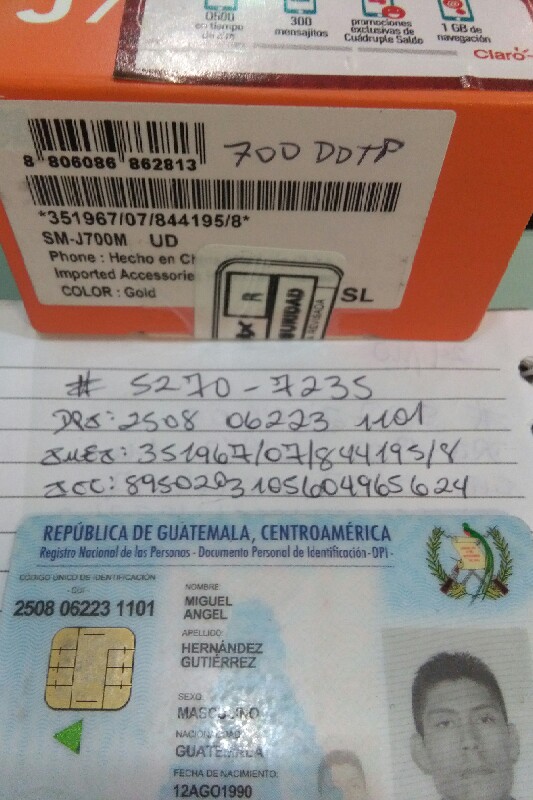 J7
0500
en tiempo
de aire
300
mensajitos
promociones
exclusivas de
Cuádruple Saldo
1 GB de
navegación
Claro
8 806086 862813
700 DDTP
*351967/07/844195/8*
SM-J700M UD
Phone : Hecho en Ch
Imported Accessorie
COLOR : Gold
SL
R
UNIDAD
REVISADA
# 5270-7235
DPI: 2508 06223 1101
IMEI: 351967/07/844195/8
ICC: 8950203105604965624
REPÚBLICA DE GUATEMALA, CENTROAMÉRICA
Registro Nacional de las Personas - Documento Personal de Identificación -DPI-
CÓDIGO ÚNICO DE IDENTIFICACIÓN
- CUI -
2508 06223 1101
NOMBRE:
MIGUEL
ANGEL
APELLIDO:
HERNÁNDEZ
GUTIÉRREZ
SEXO:
MASCULINO
NACIONALIDAD:
GUATEMALA
FECHA DE NACIMIENTO:
12AGO1990